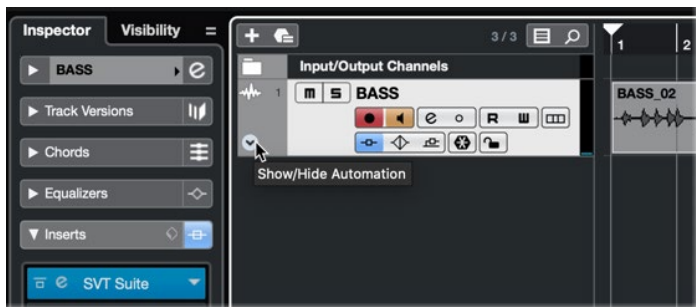 Inspector Visibility
3/3
1 2
BASS e
Input/Output Channels
1 m S BASS
BASS_02
e R W
Track Versions
Chords
Show/Hide Automation
Equalizers
Inserts
e SVT Suite